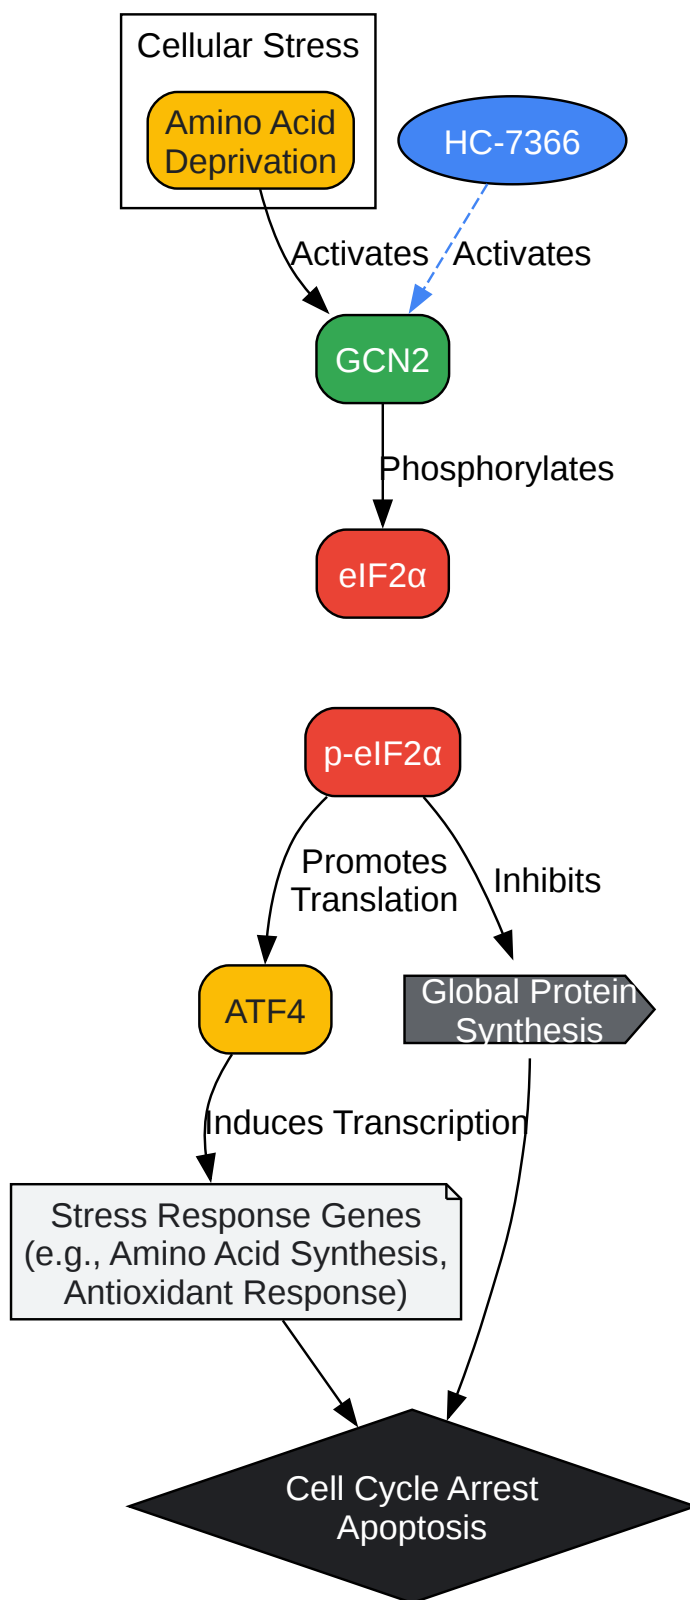 Cellular Stress
Amino Acid
Deprivation
HC-7366
Activates
Activates
GCN2
Phosphorylates
eIF2α
p-eIF2α
Promotes
Translation
Inhibits
ATF4
Global Protein
Synthesis
Induces Transcription
Stress Response Genes
(e.g., Amino Acid Synthesis,
Antioxidant Response)
Cell Cycle Arrest
Apoptosis